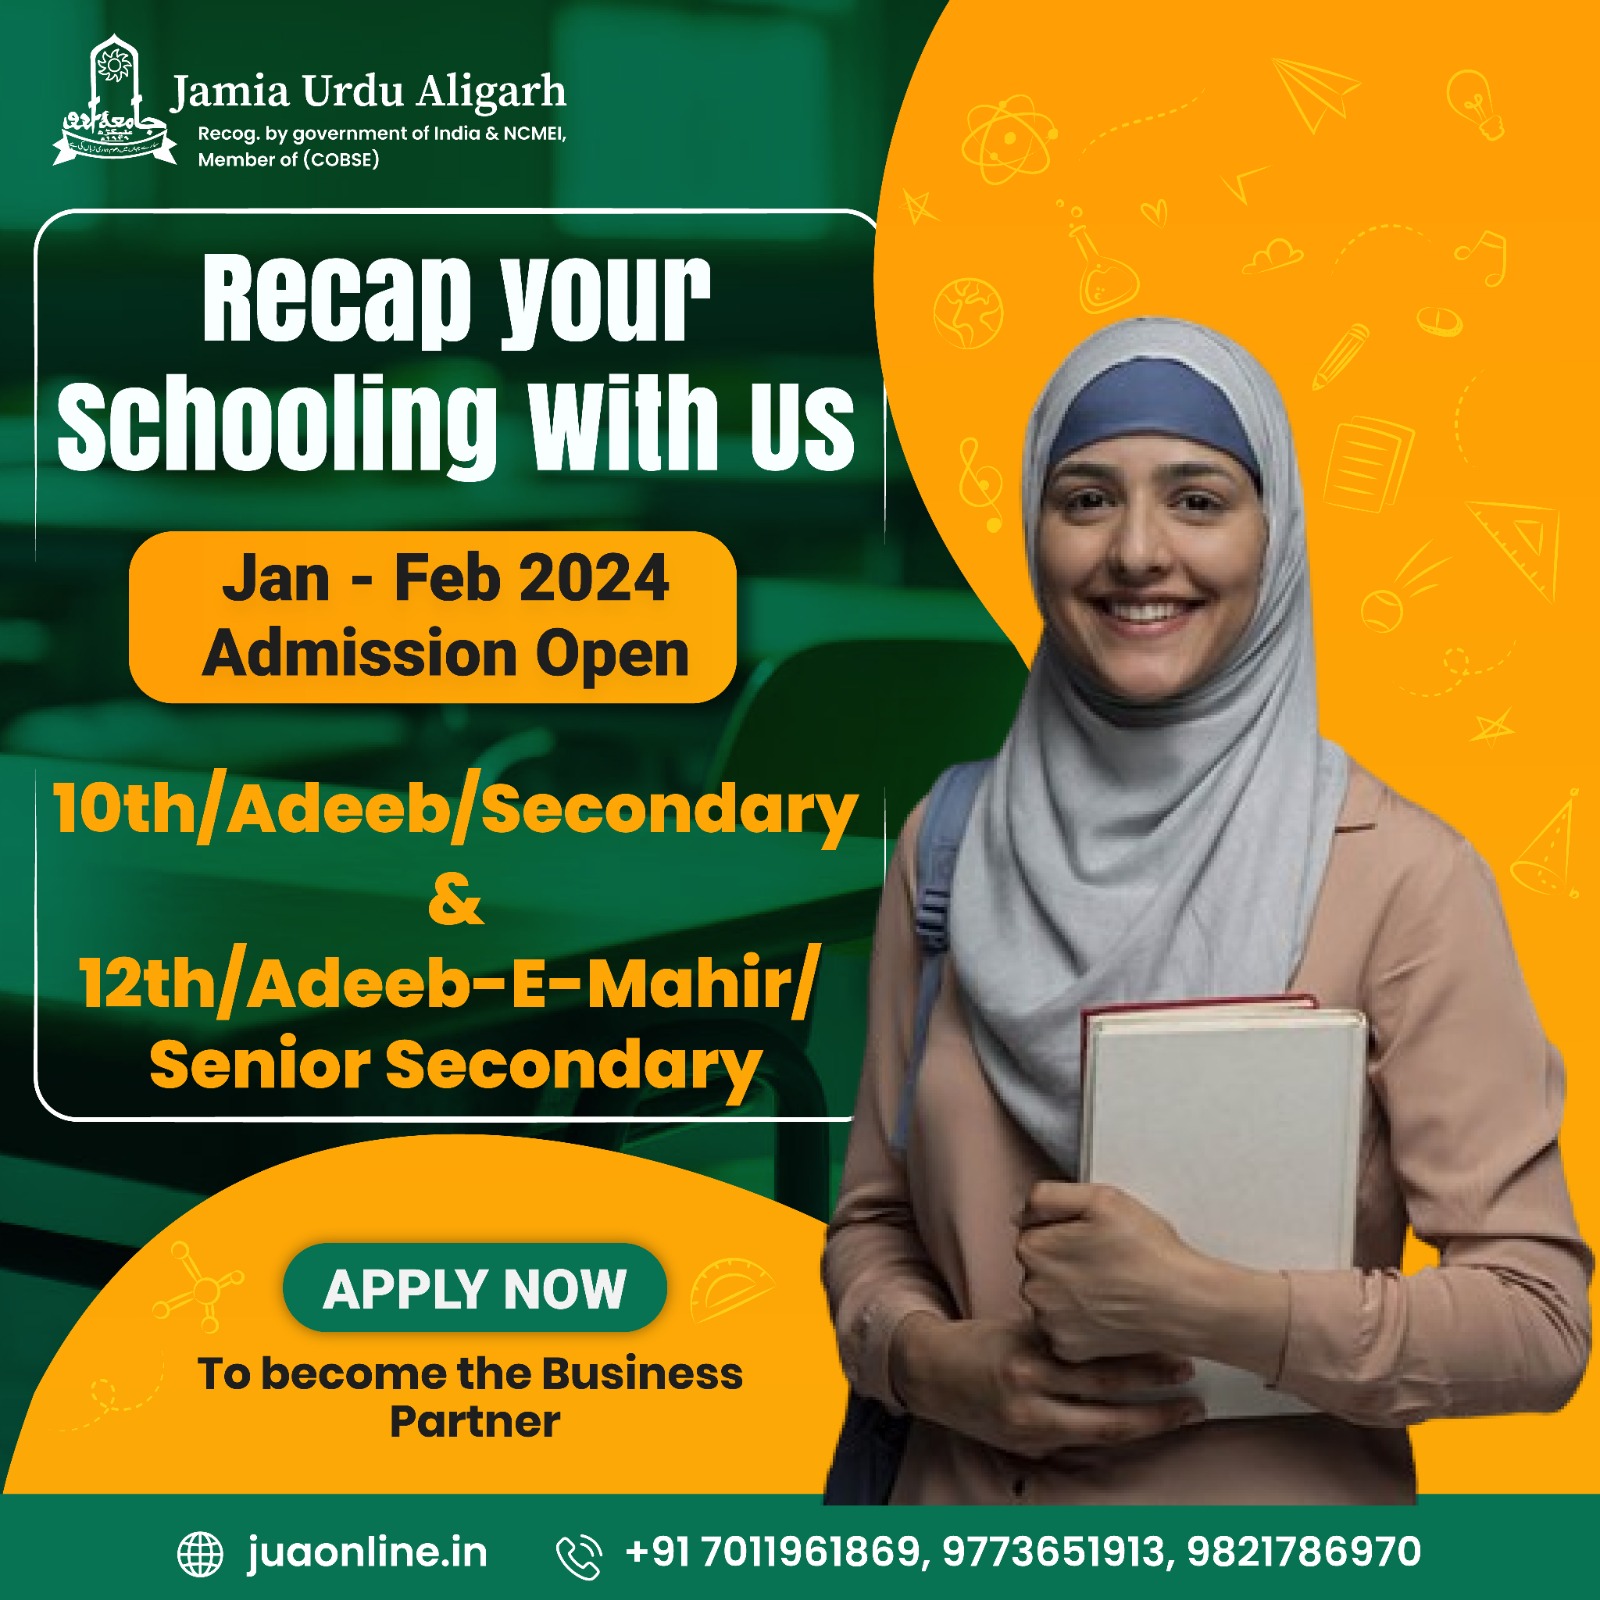 Jamia Urdu Aligarh
Recog. by government of India & NCMEI,
Member of (COBSE)
Recap your
Schooling With Us
Jan - Feb 2024
Admission Open
10th/Adeeb/Secondary
&
12th/Adeeb-E-Mahir/
Senior Secondary
APPLY NOW
To become the Business
Partner
juaonline.in
+91 7011961869, 9773651913, 9821786970